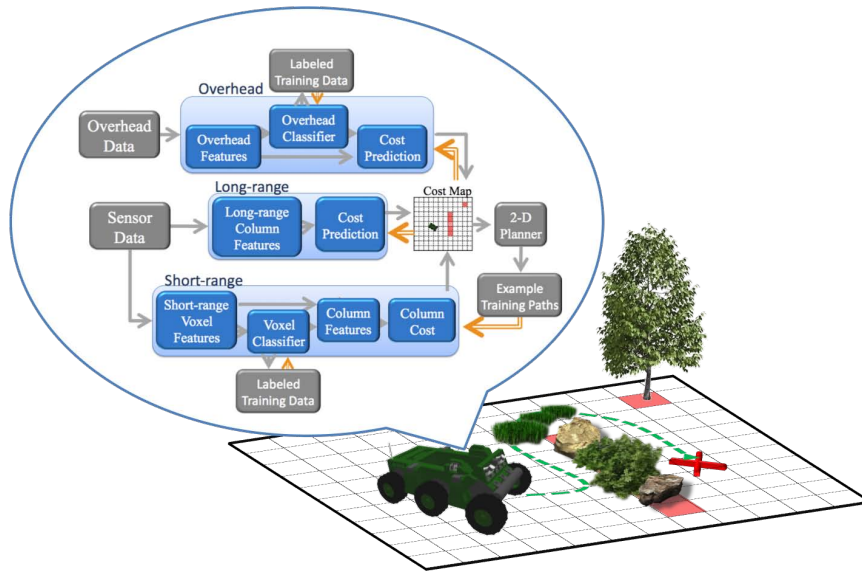 Labeled
Training Data
Overhead
Overhead
Data
Overhead
Features
Overhead
Classifier
Cost
Prediction
Long-range
Cost Map
Sensor
Data
Long-range
Column
Features
Cost
Prediction
2-D
Planner
Short-range
Short-range
Voxel
Features
Voxel
Classifier
Column
Features
Column
Cost
Example
Training Paths
Labeled
Training Data